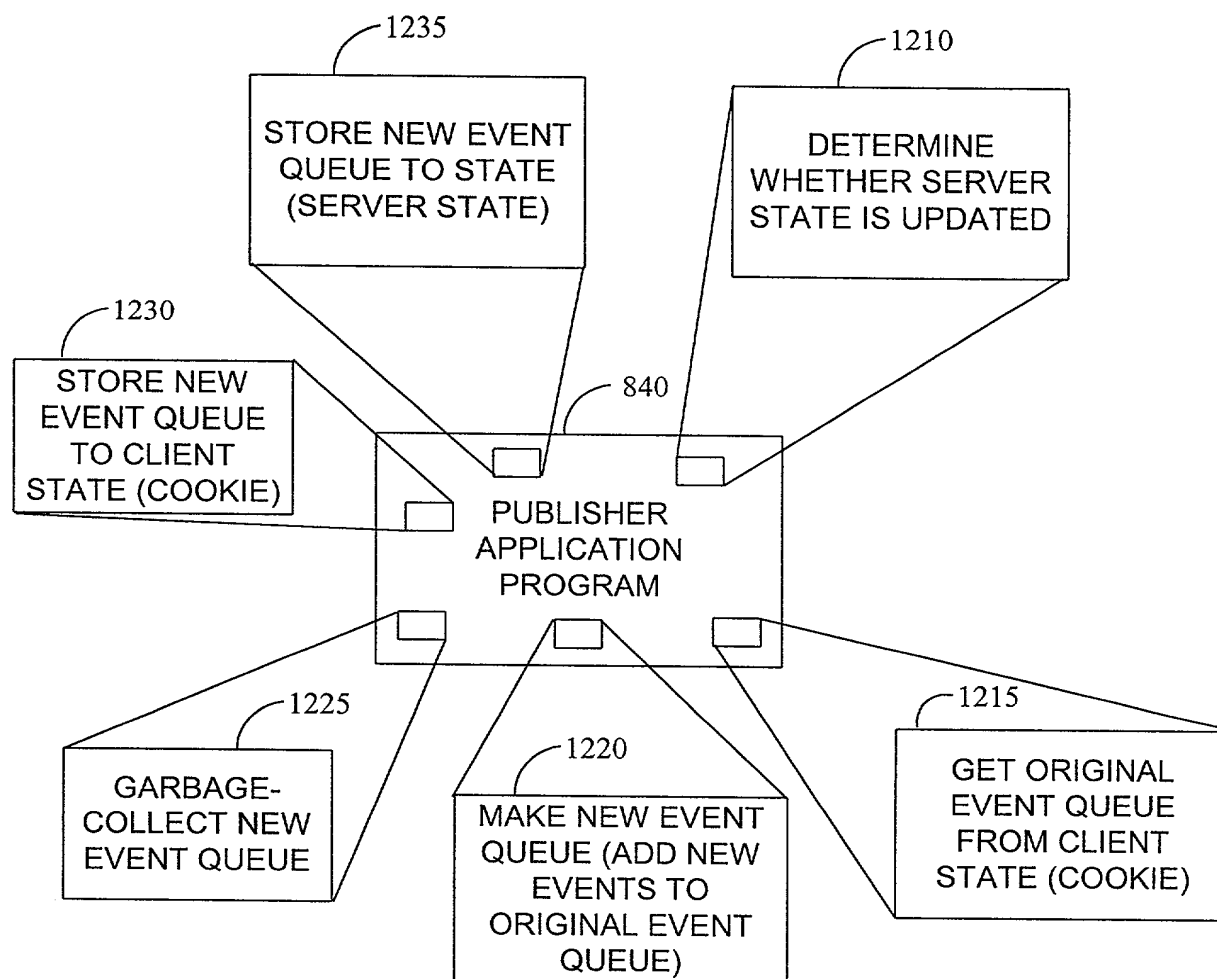 1235
STORE NEW EVENT
QUEUE TO STATE
(SERVER STATE)
1210
DETERMINE
WHETHER SERVER
STATE IS UPDATED
1230
STORE NEW
EVENT QUEUE
TO CLIENT
STATE (COOKIE)
840
PUBLISHER
APPLICATION
PROGRAM
1225
GARBAGE-
COLLECT NEW
EVENT QUEUE
1220
MAKE NEW EVENT
QUEUE (ADD NEW
EVENTS TO
ORIGINAL EVENT
QUEUE)
1215
GET ORIGINAL
EVENT QUEUE
FROM CLIENT
STATE (COOKIE)